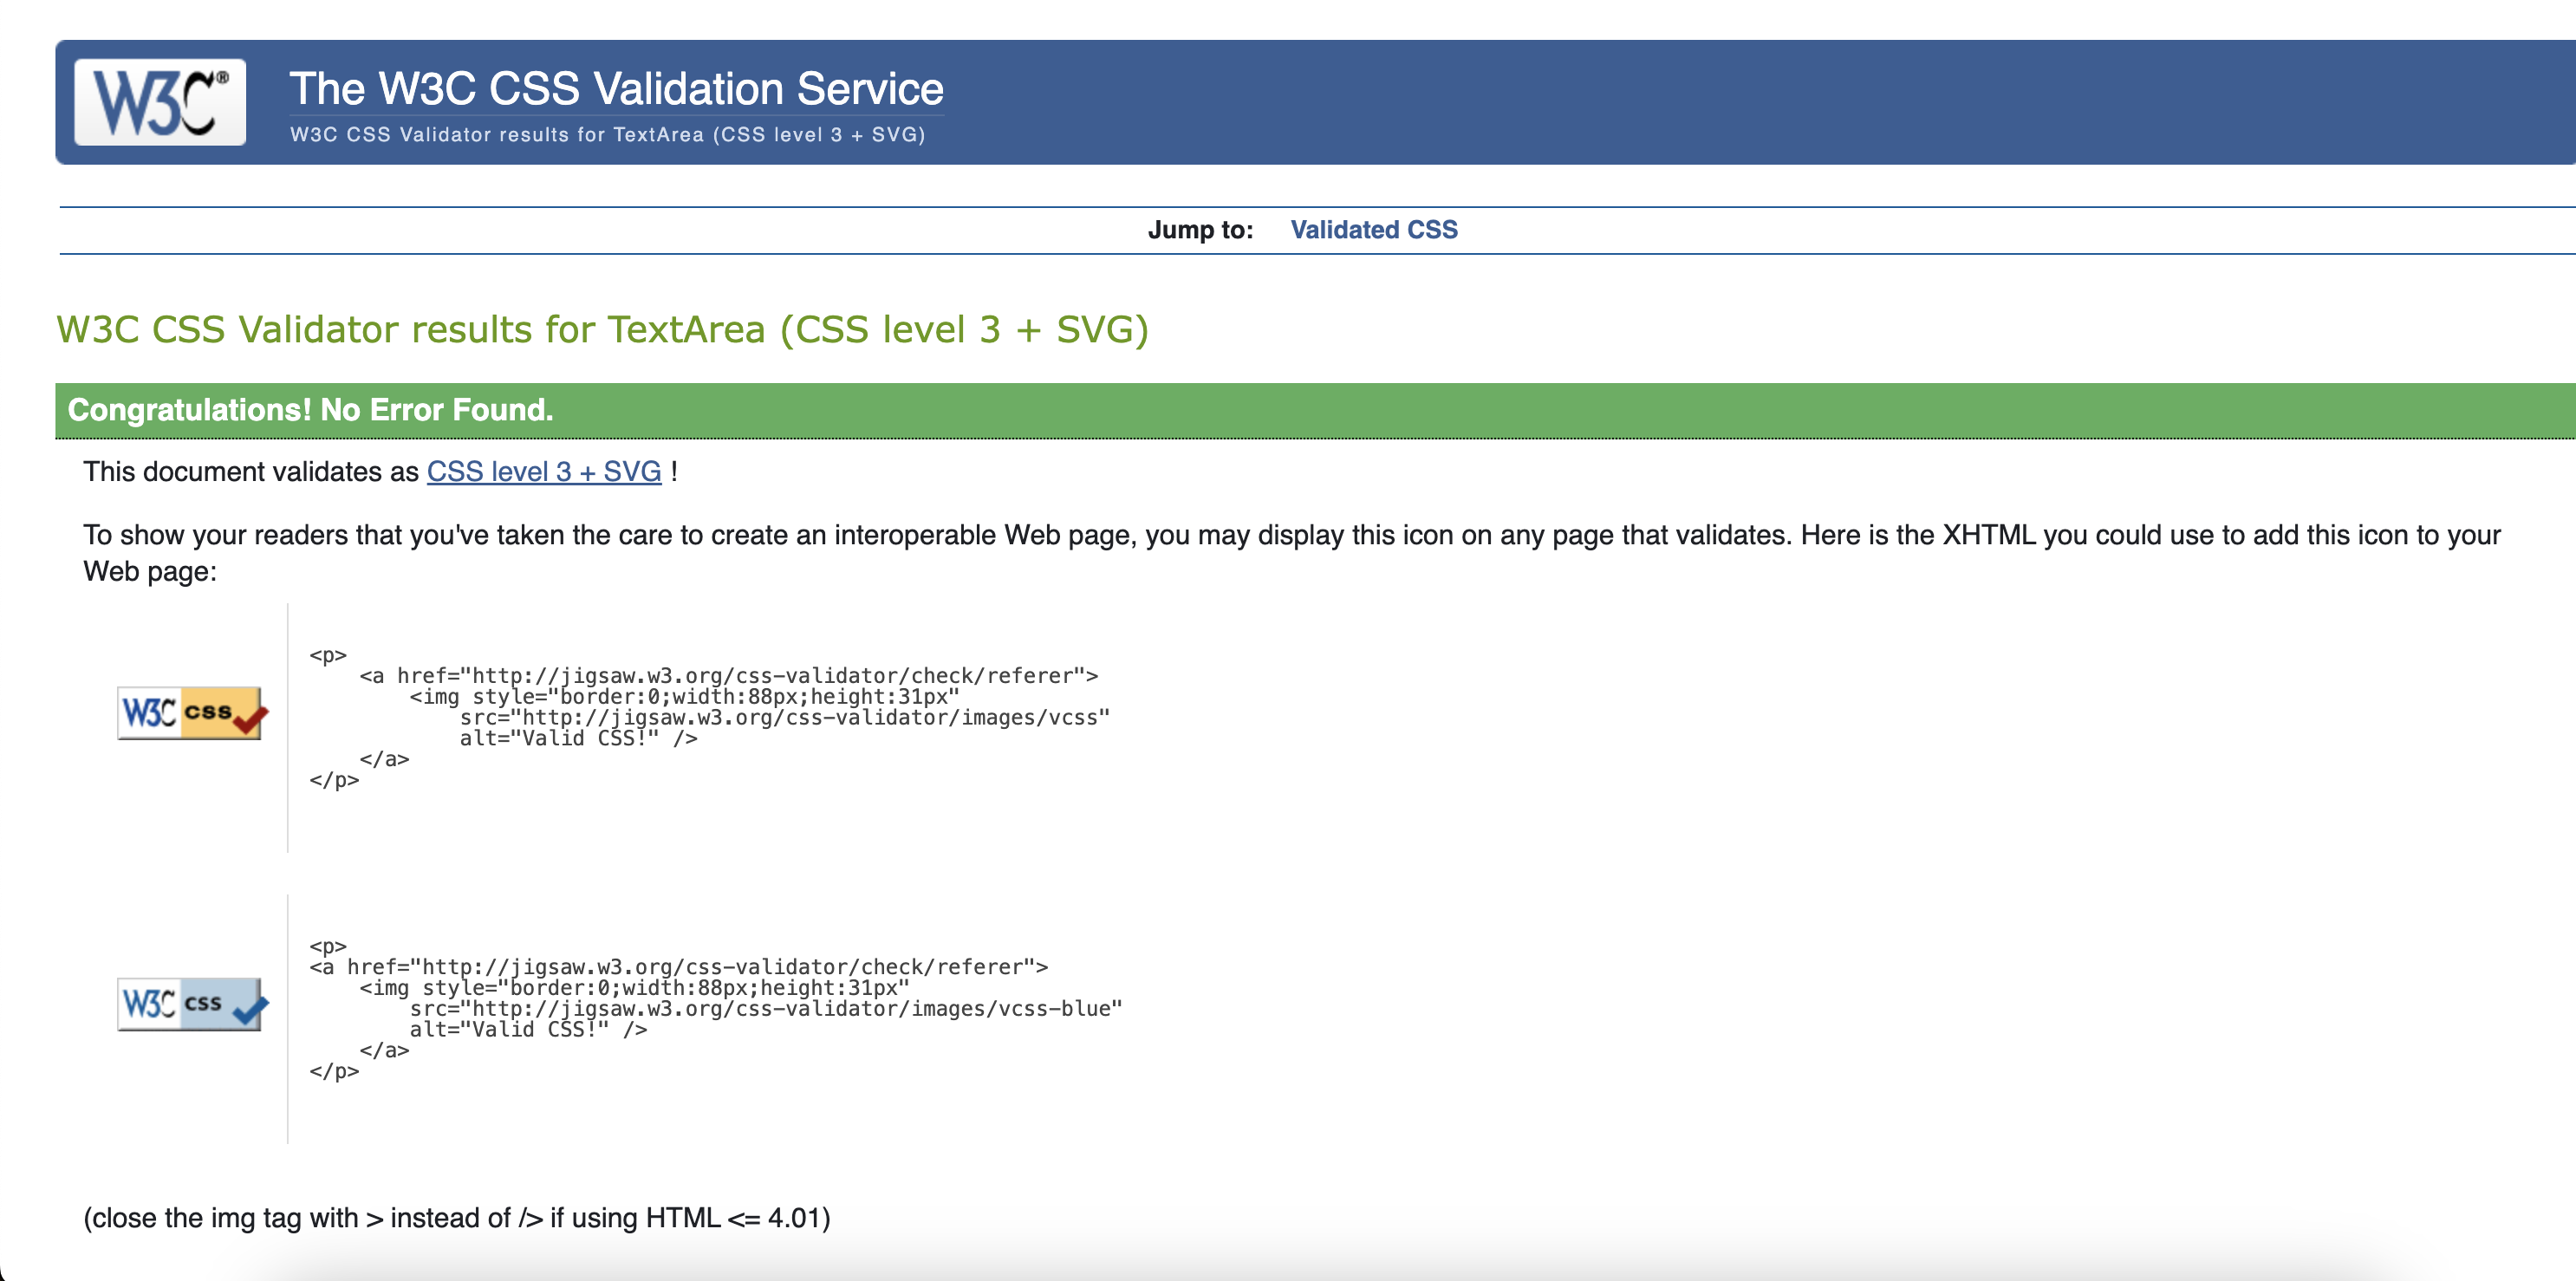 W3C®
The W3C CSS Validation Service
W3C CSS Validator results for TextArea (CSS level 3 + SVG)
Jump to: Validated CSS
W3C CSS Validator results for TextArea (CSS level 3 + SVG)
Congratulations! No Error Found.
This document validates as CSS level 3 + SVG !
To show your readers that you've taken the care to create an interoperable Web page, you may display this icon on any page that validates. Here is the XHTML you could use to add this icon to your
Web page:
W3C css
<p>
    <a href="http://jigsaw.w3.org/css-validator/check/referer">
        <img style="border:0;width:88px;height:31px"
            src="http://jigsaw.w3.org/css-validator/images/vcss"
            alt="Valid CSS!" />
    </a>
</p>
W3C css
<p>
<a href="http://jigsaw.w3.org/css-validator/check/referer">
    <img style="border:0;width:88px;height:31px"
        src="http://jigsaw.w3.org/css-validator/images/vcss-blue"
        alt="Valid CSS!" />
    </a>
</p>
(close the img tag with > instead of /> if using HTML <= 4.01)